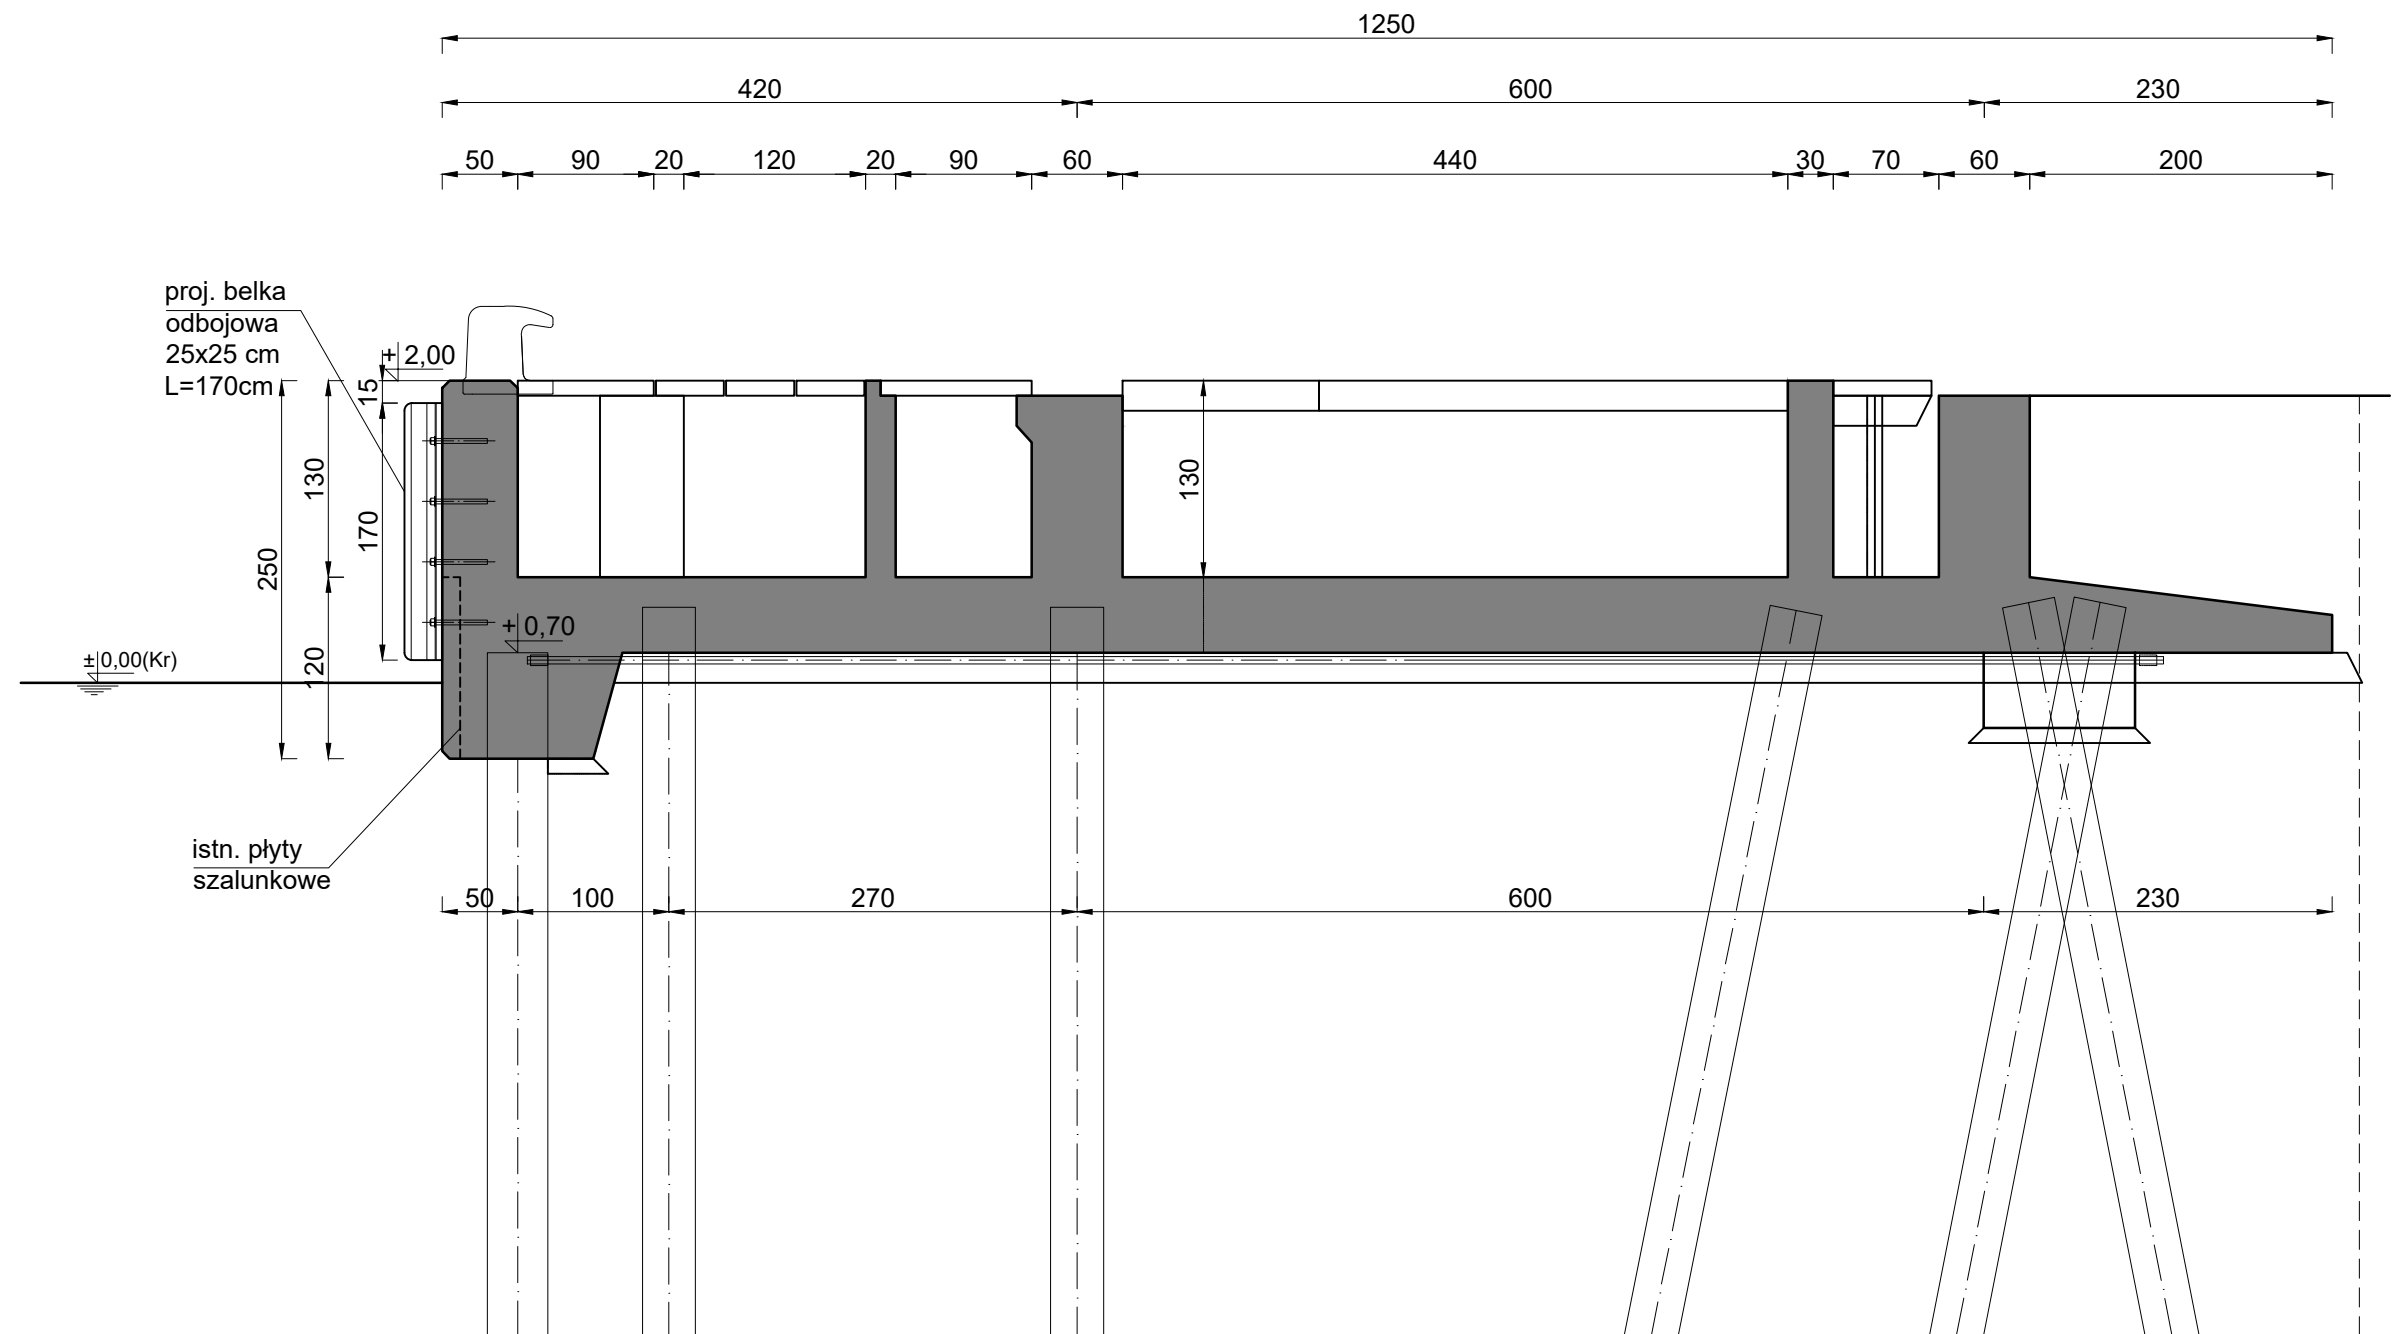 1250
420 600 230
50 90 20 120 20 90 60 440 30 70 60 200
proj. belka
odbojowa
25x25 cm
L=170cm
+ 2,00
15
130
170
250
130
120
+ 0,70
±0,00(Kr)
istn. płyty
szalunkowe
50 100 270 600 230